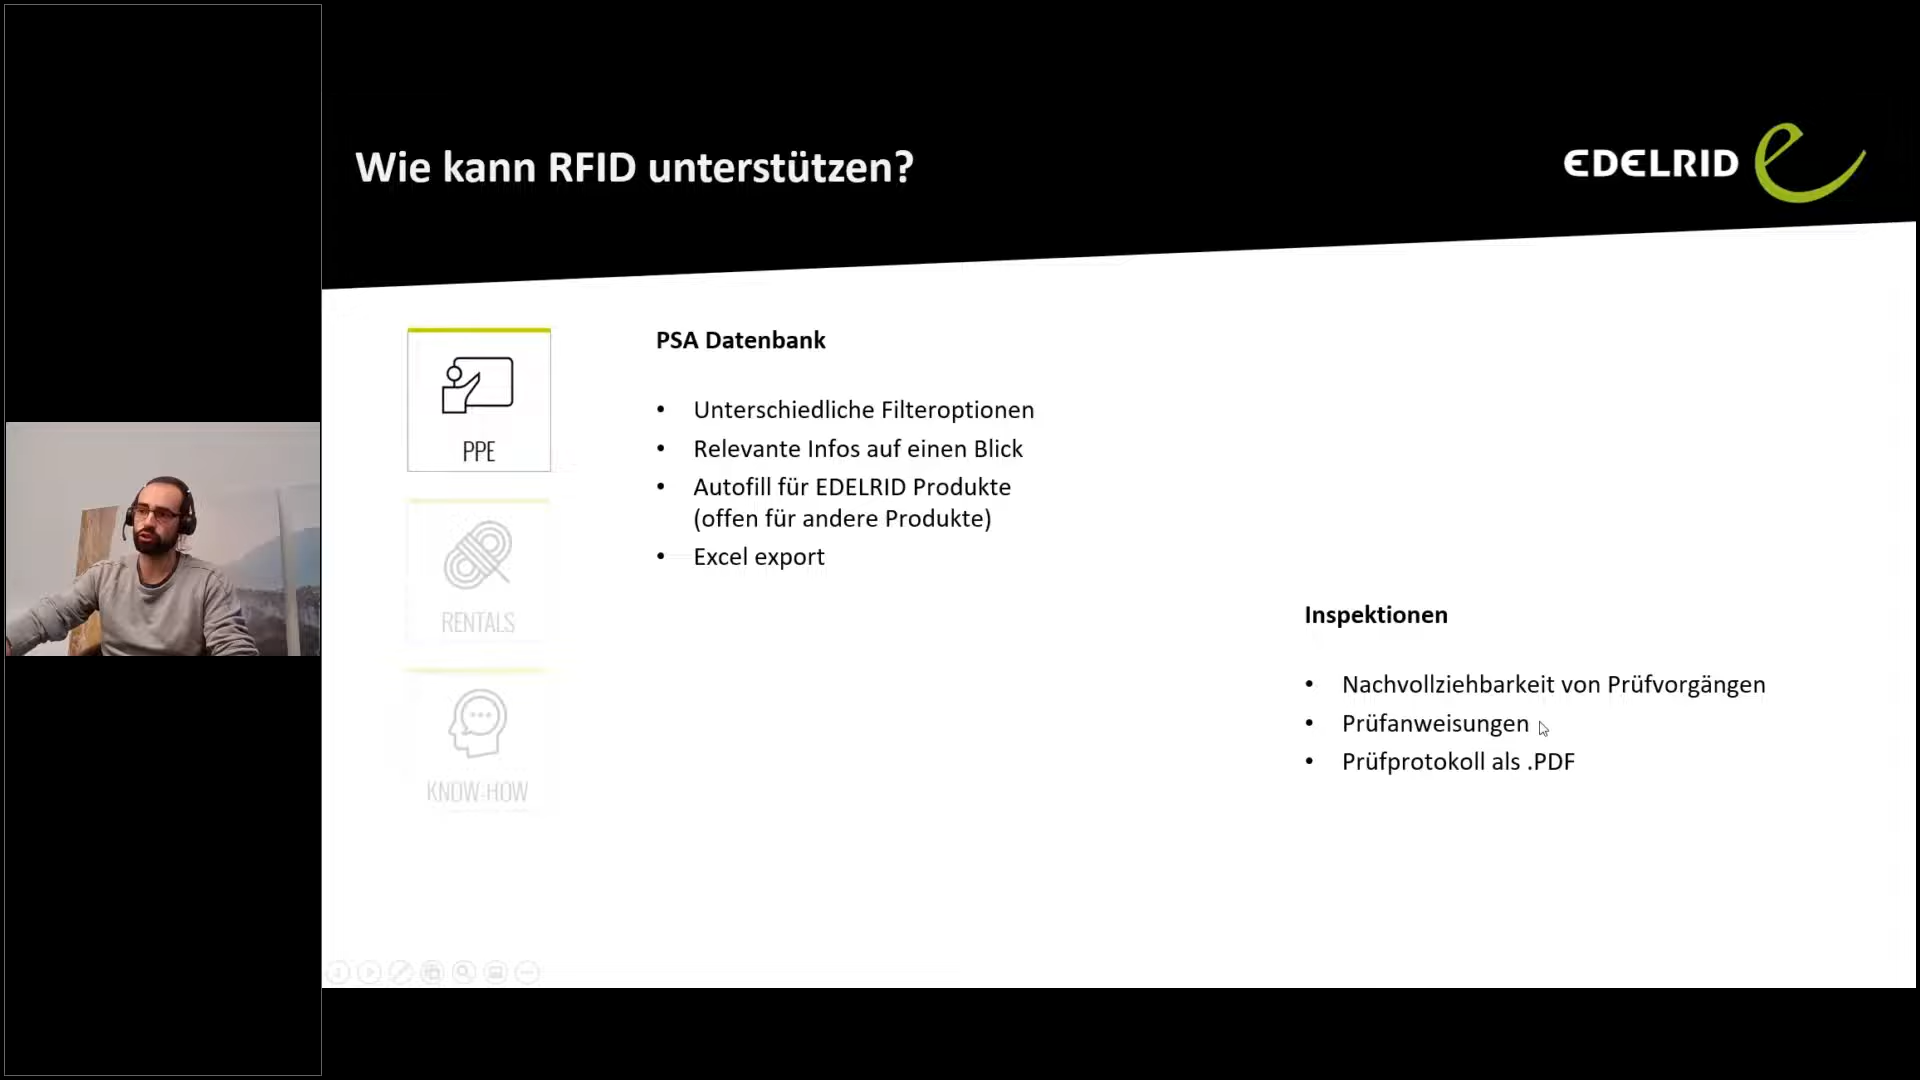 Wie kann RFID unterstützen?
EDELRID
PPE
RENTALS
KNOW-HOW
PSA Datenbank
• Unterschiedliche Filteroptionen
• Relevante Infos auf einen Blick
• Autofill für EDELRID Produkte
(offen für andere Produkte)
• Excel export
Inspektionen
• Nachvollziehbarkeit von Prüfvorgängen
• Prüfanweisungen
• Prüfprotokoll als .PDF